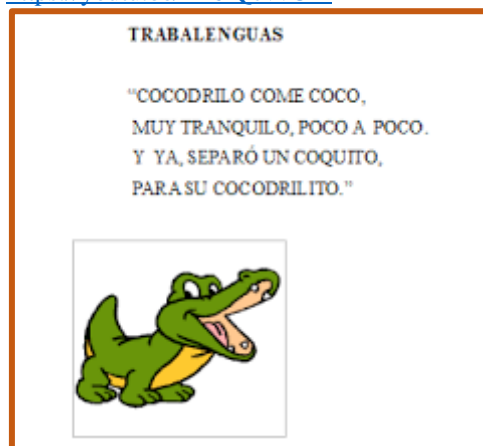 TRABALENGUAS
“COCODRILO COME COCO,
MUY TRANQUILO, POCO A POCO.
Y YA, SEPARÓ UN COQUITO,
PARA SU COCODRILITO.”